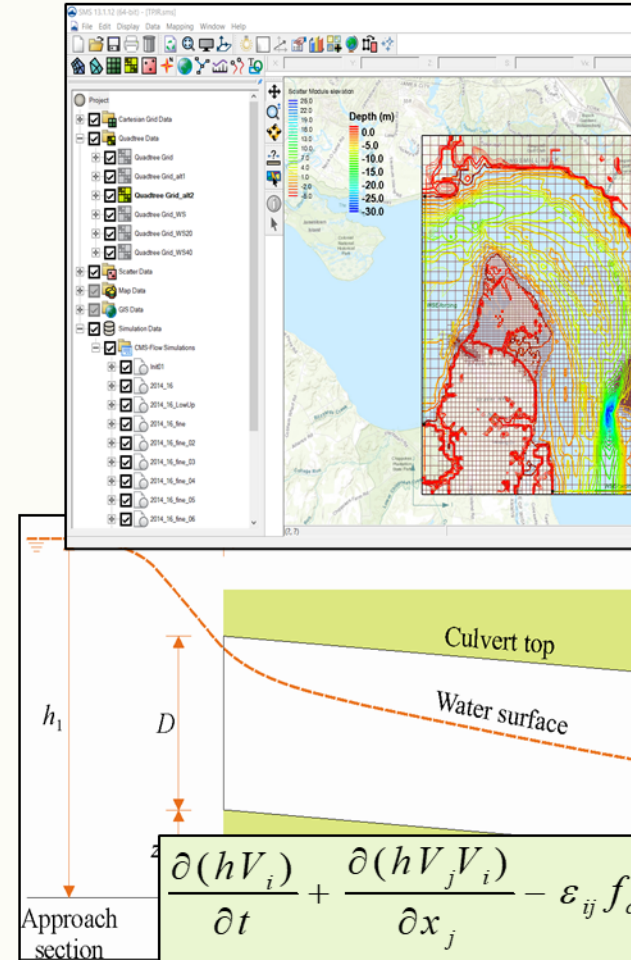 SMS 13.1.12 (64-bit) - [TPIR.sms]
File Edit Display Data Mapping Window Help
Project
Cartesian Grid Data
Quadtree Data
Quadtree Grid
Quadtree Grid_alt1
Quadtree Grid_alt2
Quadtree Grid_WS
Quadtree Grid_WS20
Quadtree Grid_WS40
Scatter Data
Map Data
GIS Data
Simulation Data
CMS-Flow Simulations
Init01
2014_16
2014_16_LowUp
2014_16_fine
2014_16_fine_02
2014_16_fine_03
2014_16_fine_04
2014_16_fine_05
2014_16_fine_06
Scatter Module elevation
Depth (m)
0.0
-5.0
-10.0
-15.0
-20.0
-25.0
-30.0
Culvert top
Water surface
h₁
D
Approach
section
∂(hVᵢ)/∂t + ∂(hVⱼVᵢ)/∂xⱼ − εᵢⱼ f